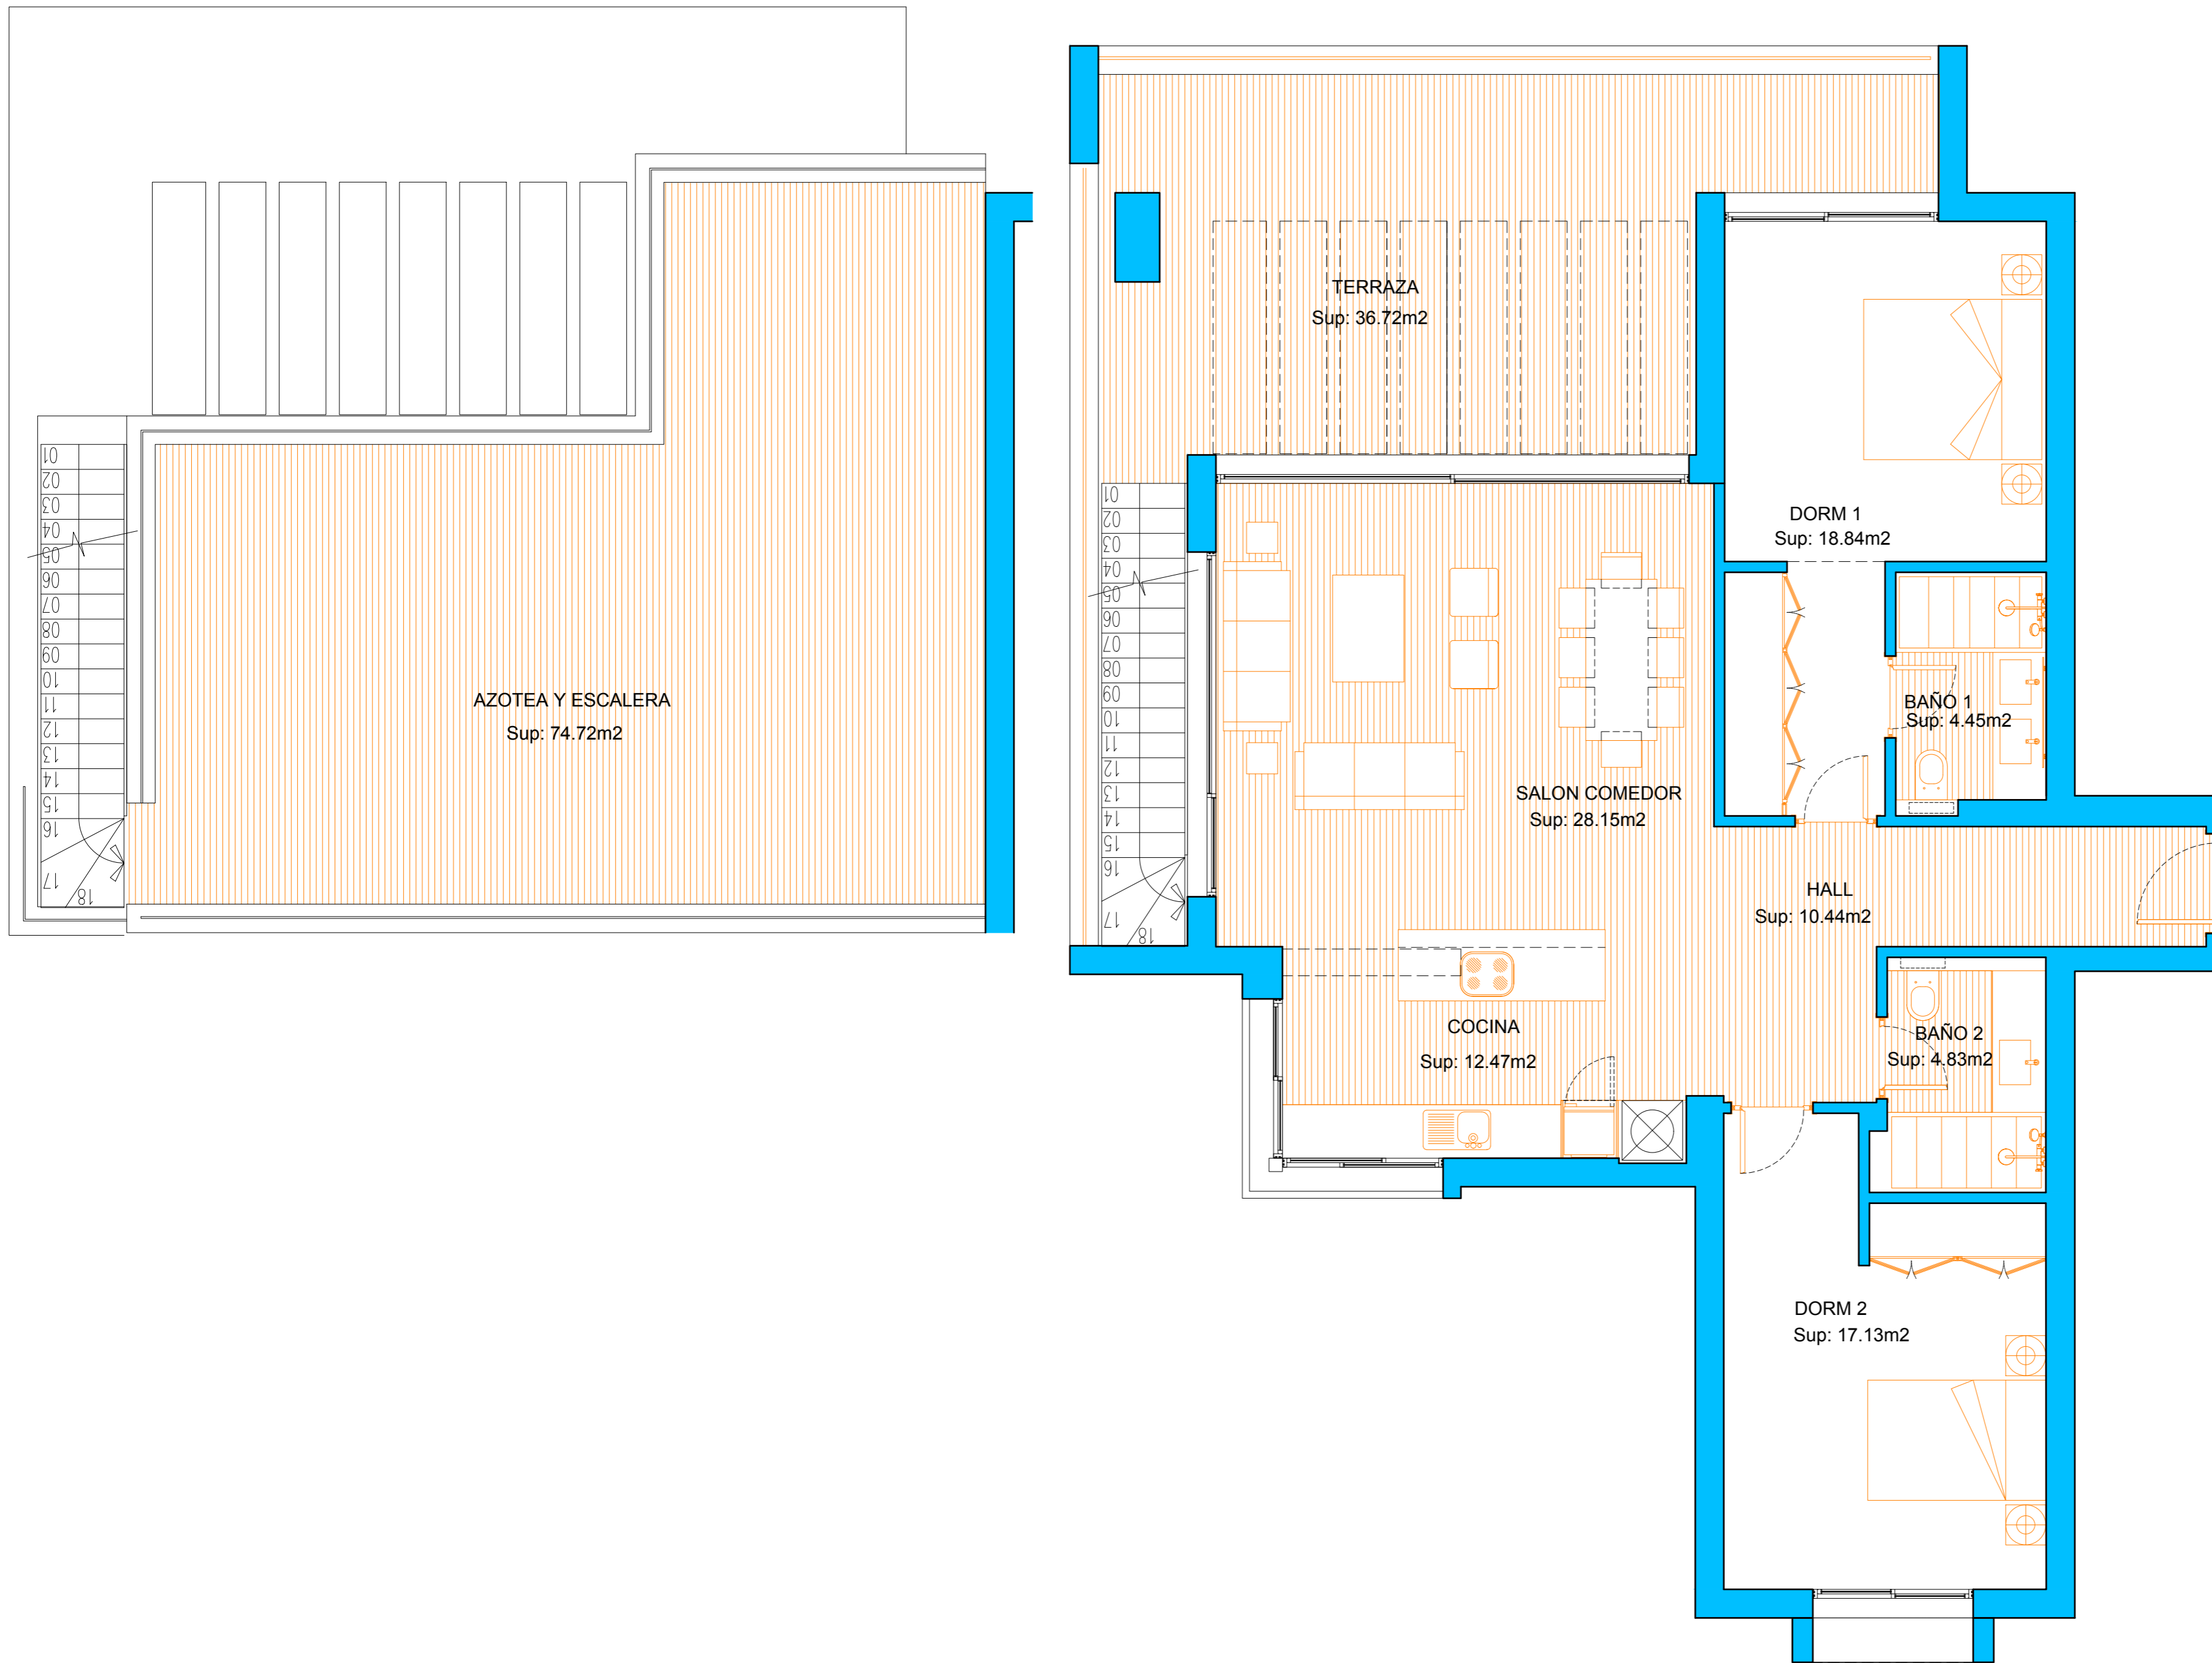 01
02
03
04
05
06
07
08
09
10
11
12
13
14
15
16
17
18
AZOTEA Y ESCALERA
Sup: 74.72m2
TERRAZA
Sup: 36.72m2
01
02
03
04
05
06
07
08
09
10
11
12
13
14
15
16
17
18
DORM 1
Sup: 18.84m2
BAÑO 1
Sup: 4.45m2
SALON COMEDOR
Sup: 28.15m2
HALL
Sup: 10.44m2
COCINA
Sup: 12.47m2
BAÑO 2
Sup: 4.83m2
DORM 2
Sup: 17.13m2